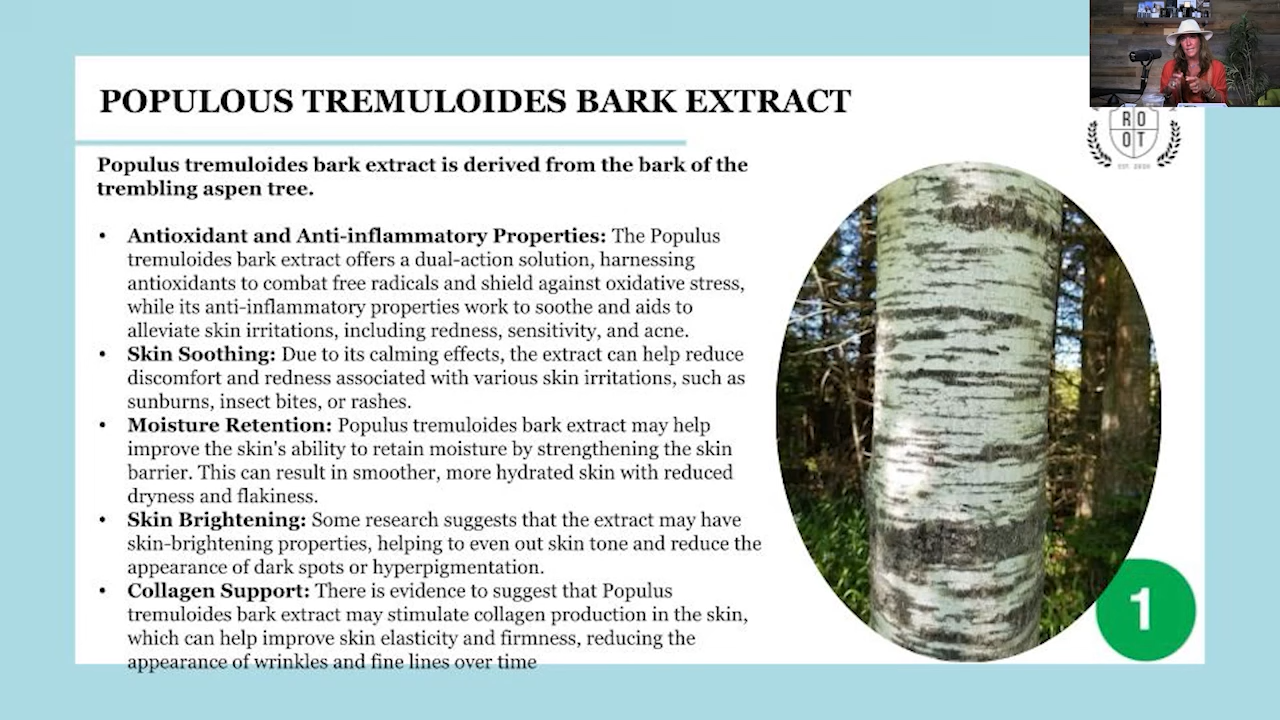 POPULOUS TREMULOIDES BARK EXTRACT
RO
OT
Populus tremuloides bark extract is derived from the bark of the
trembling aspen tree.
• Antioxidant and Anti-inflammatory Properties: The Populus
tremuloides bark extract offers a dual-action solution, harnessing
antioxidants to combat free radicals and shield against oxidative stress,
while its anti-inflammatory properties work to soothe and aids to
alleviate skin irritations, including redness, sensitivity, and acne.
• Skin Soothing: Due to its calming effects, the extract can help reduce
discomfort and redness associated with various skin irritations, such as
sunburns, insect bites, or rashes.
• Moisture Retention: Populus tremuloides bark extract may help
improve the skin's ability to retain moisture by strengthening the skin
barrier. This can result in smoother, more hydrated skin with reduced
dryness and flakiness.
• Skin Brightening: Some research suggests that the extract may have
skin-brightening properties, helping to even out skin tone and reduce the
appearance of dark spots or hyperpigmentation.
• Collagen Support: There is evidence to suggest that Populus
tremuloides bark extract may stimulate collagen production in the skin,
which can help improve skin elasticity and firmness, reducing the
appearance of wrinkles and fine lines over time
1